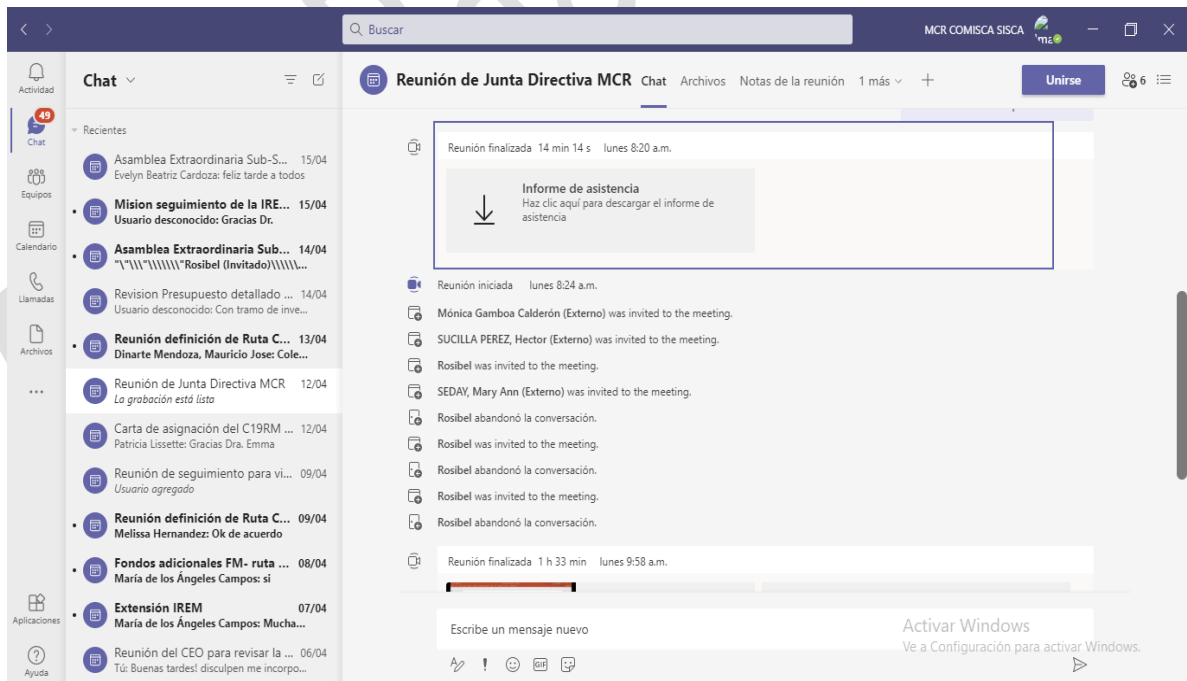 Buscar
MCR COMISCA SISCA
Actividad
49
Chat
Equipos
Calendario
Llamadas
Archivos
Aplicaciones
Ayuda
Chat
Recientes
Asamblea Extraordinaria Sub-S... 15/04
Evelyn Beatriz Cardoza: feliz tarde a todos
Mision seguimiento de la IRE... 15/04
Usuario desconocido: Gracias Dr.
Asamblea Extraordinaria Sub... 14/04
"\"\\\"\\\\\\\"Rosibel (Invitado)\\\\\\...
Revision Presupuesto detallado ... 14/04
Usuario desconocido: Con tramo de inve...
Reunión definición de Ruta C... 13/04
Dinarte Mendoza, Mauricio Jose: Cole...
Reunión de Junta Directiva MCR 12/04
La grabación está lista
Carta de asignación del C19RM ... 12/04
Patricia Lissette: Gracias Dra. Emma
Reunión de seguimiento para vi... 09/04
Usuario agregado
Reunión definición de Ruta C... 09/04
Melissa Hernandez: Ok de acuerdo
Fondos adicionales FM- ruta ... 08/04
María de los Ángeles Campos: si
Extensión IREM 07/04
María de los Ángeles Campos: Mucha...
Reunión del CEO para revisar la ... 06/04
Tú: Buenas tardes! disculpen me incorpo...
Reunión de Junta Directiva MCR Chat Archivos Notas de la reunión 1 más Unirse 6
Reunión finalizada 14 min 14 s lunes 8:20 a.m.
Informe de asistencia
Haz clic aquí para descargar el informe de
asistencia
Reunión iniciada lunes 8:24 a.m.
Mónica Gamboa Calderón (Externo) was invited to the meeting.
SUCILLA PEREZ, Hector (Externo) was invited to the meeting.
Rosibel was invited to the meeting.
SEDAY, Mary Ann (Externo) was invited to the meeting.
Rosibel abandonó la conversación.
Rosibel was invited to the meeting.
Rosibel abandonó la conversación.
Rosibel was invited to the meeting.
Rosibel abandonó la conversación.
Reunión finalizada 1 h 33 min lunes 9:58 a.m.
Escribe un mensaje nuevo
GIF
Activar Windows
Ve a Configuración para activar Windows.